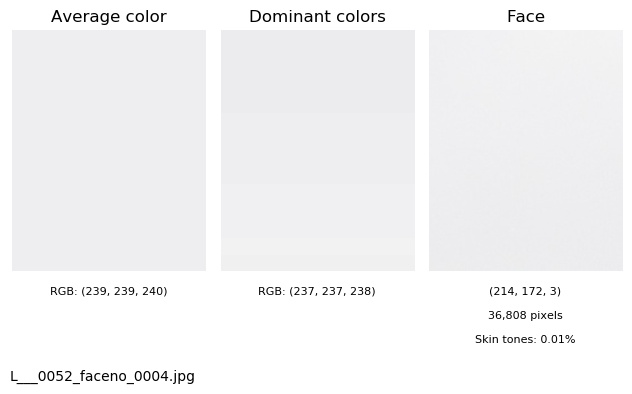 Average color
Dominant colors
Face
RGB: (239, 239, 240)
RGB: (237, 237, 238)
(214, 172, 3)
36,808 pixels
Skin tones: 0.01%
L___0052_faceno_0004.jpg